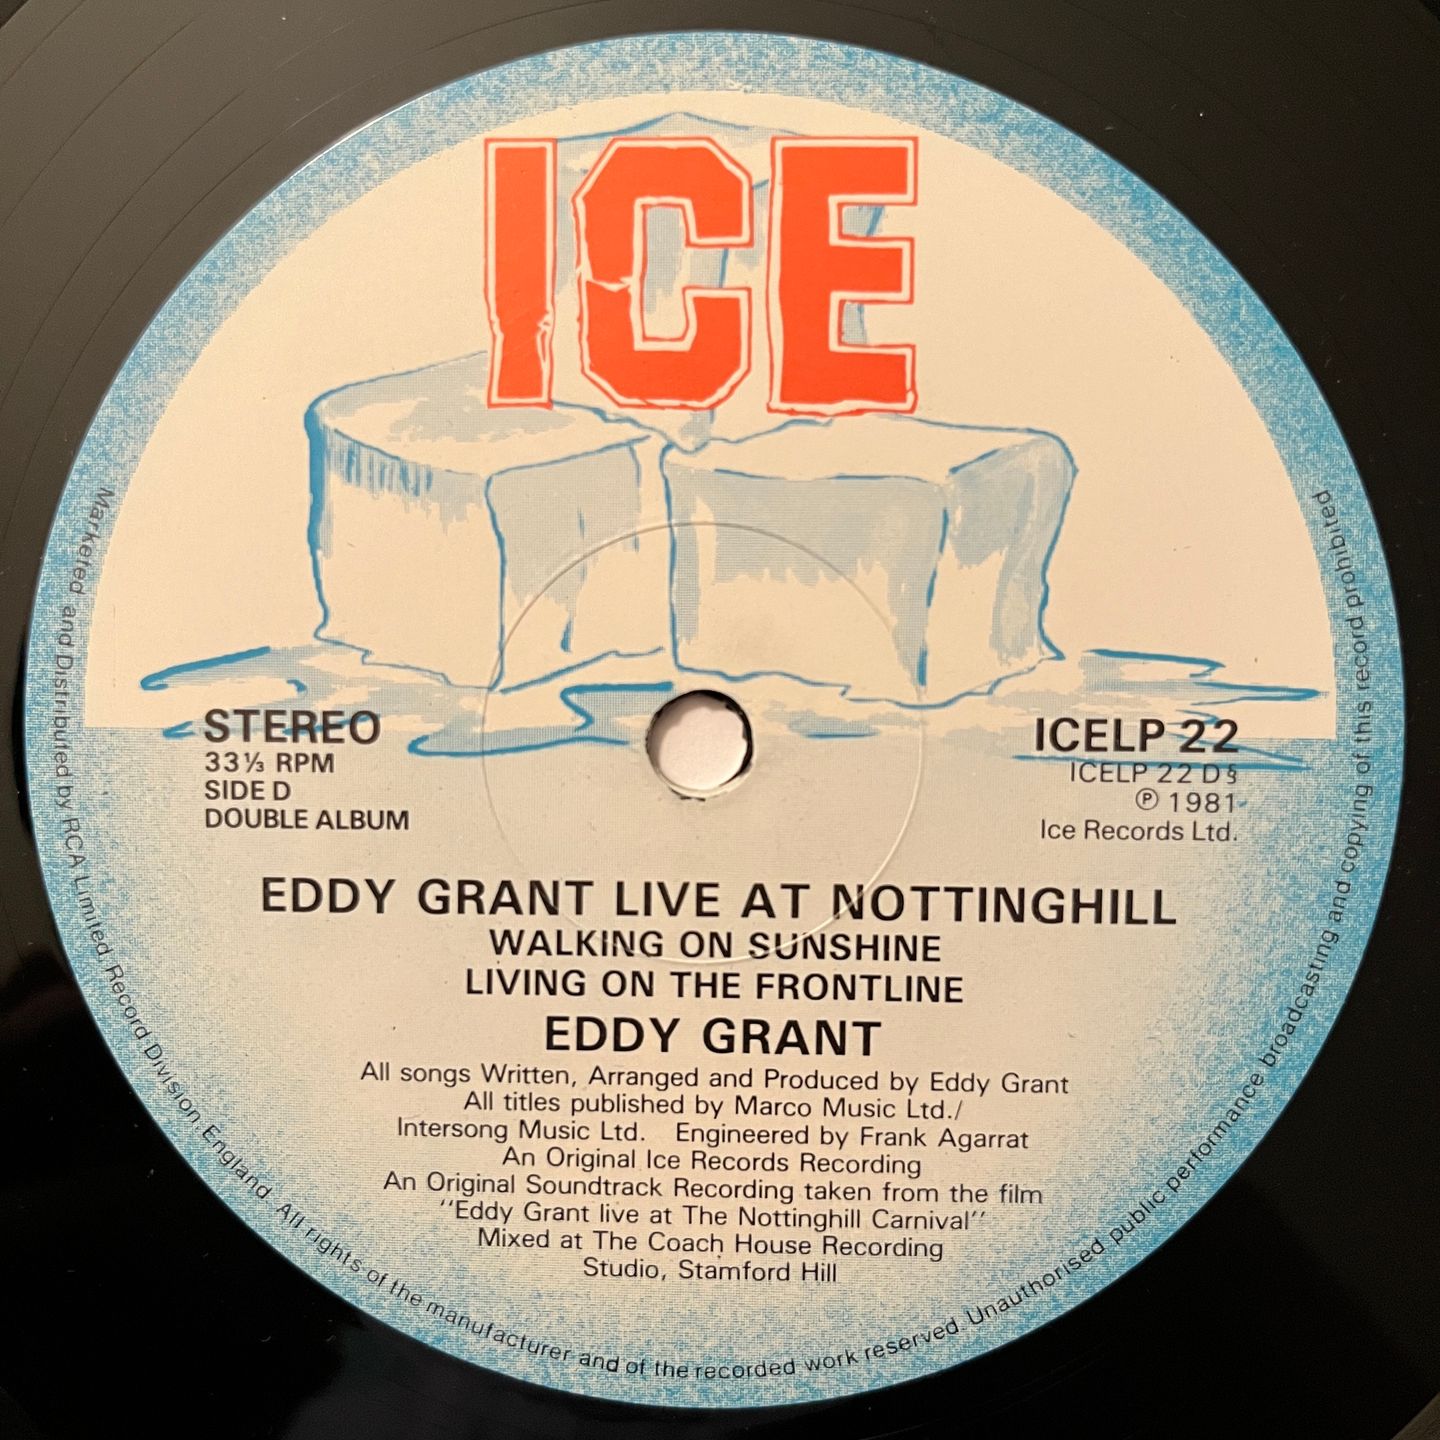 ICE
STEREO
33⅓ RPM
SIDE D
DOUBLE ALBUM
ICELP 22
ICELP 22 D §
℗ 1981
Ice Records Ltd.
EDDY GRANT LIVE AT NOTTINGHILL
WALKING ON SUNSHINE
LIVING ON THE FRONTLINE
EDDY GRANT
All songs Written, Arranged and Produced by Eddy Grant
All titles published by Marco Music Ltd./
Intersong Music Ltd. Engineered by Frank Agarrat
An Original Ice Records Recording
An Original Soundtrack Recording taken from the film
''Eddy Grant live at The Nottinghill Carnival''
Mixed at The Coach House Recording
Studio, Stamford Hill
Marketed and Distributed by RCA Limited Record Division England. All rights of the manufacturer and of the recorded work reserved. Unauthorised public performance broadcasting and copying of this record prohibited